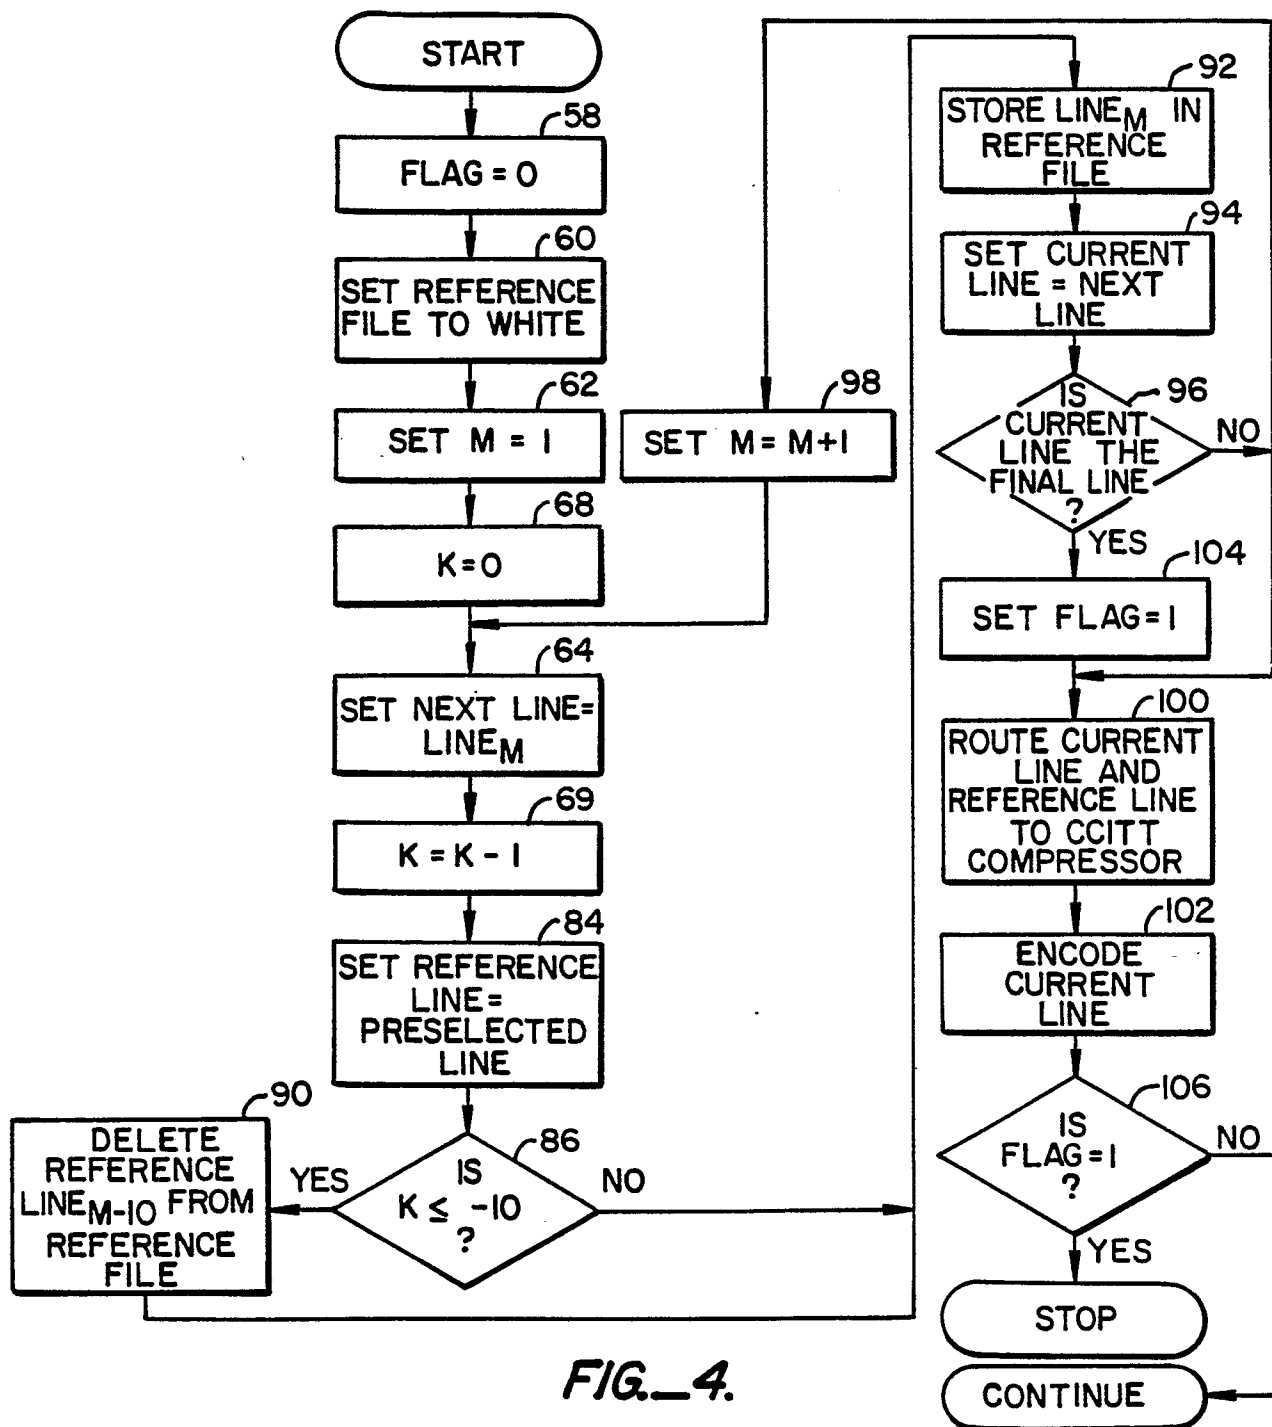 START
58
FLAG = 0
60
SET REFERENCE
FILE TO WHITE
62
SET M = 1
68
K=0
64
SET NEXT LINE=
LINE_M
69
K = K - 1
84
SET REFERENCE
LINE=
PRESELECTED
LINE
86
IS
K ≤ -10
?
YES
NO
90
DELETE
REFERENCE
LINE_M-10 FROM
REFERENCE
FILE
98
SET M = M+1
92
STORE LINE_M IN
REFERENCE
FILE
94
SET CURRENT
LINE = NEXT
LINE
96
IS
CURRENT
LINE THE
FINAL LINE
?
NO
YES
104
SET FLAG=1
100
ROUTE CURRENT
LINE AND
REFERENCE LINE
TO CCITT
COMPRESSOR
102
ENCODE
CURRENT
LINE
106
IS
FLAG=1
?
NO
YES
STOP
CONTINUE
FIG._4.